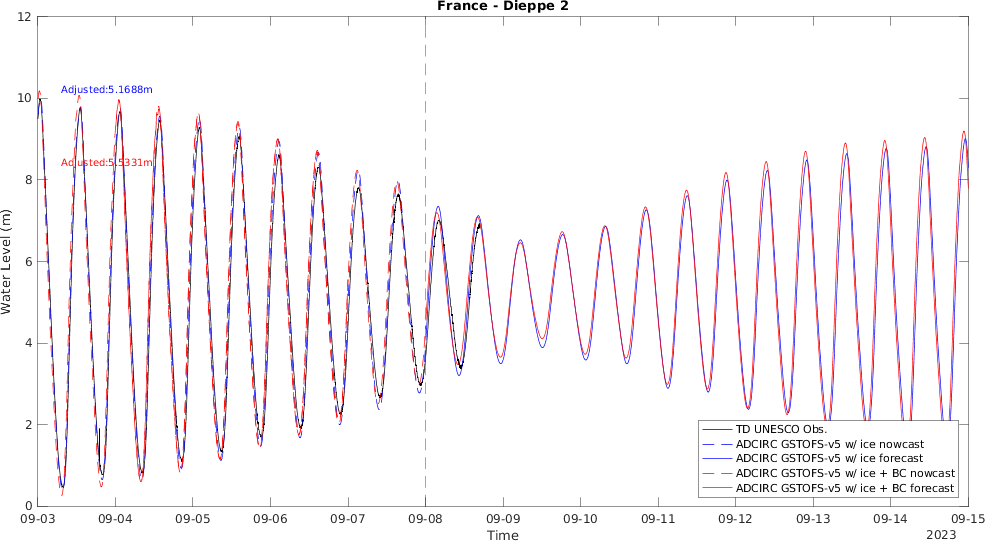 France - Dieppe 2
12
10
8
6
4
2
0
Water Level (m)
Adjusted:5.1688m
Adjusted:5.5331m
TD UNESCO Obs.
ADCIRC GSTOFS-v5 w/ ice nowcast
ADCIRC GSTOFS-v5 w/ ice forecast
ADCIRC GSTOFS-v5 w/ ice + BC nowcast
ADCIRC GSTOFS-v5 w/ ice + BC forecast
09-03 09-04 09-05 09-06 09-07 09-08 09-09 09-10 09-11 09-12 09-13 09-14 09-15
Time
2023